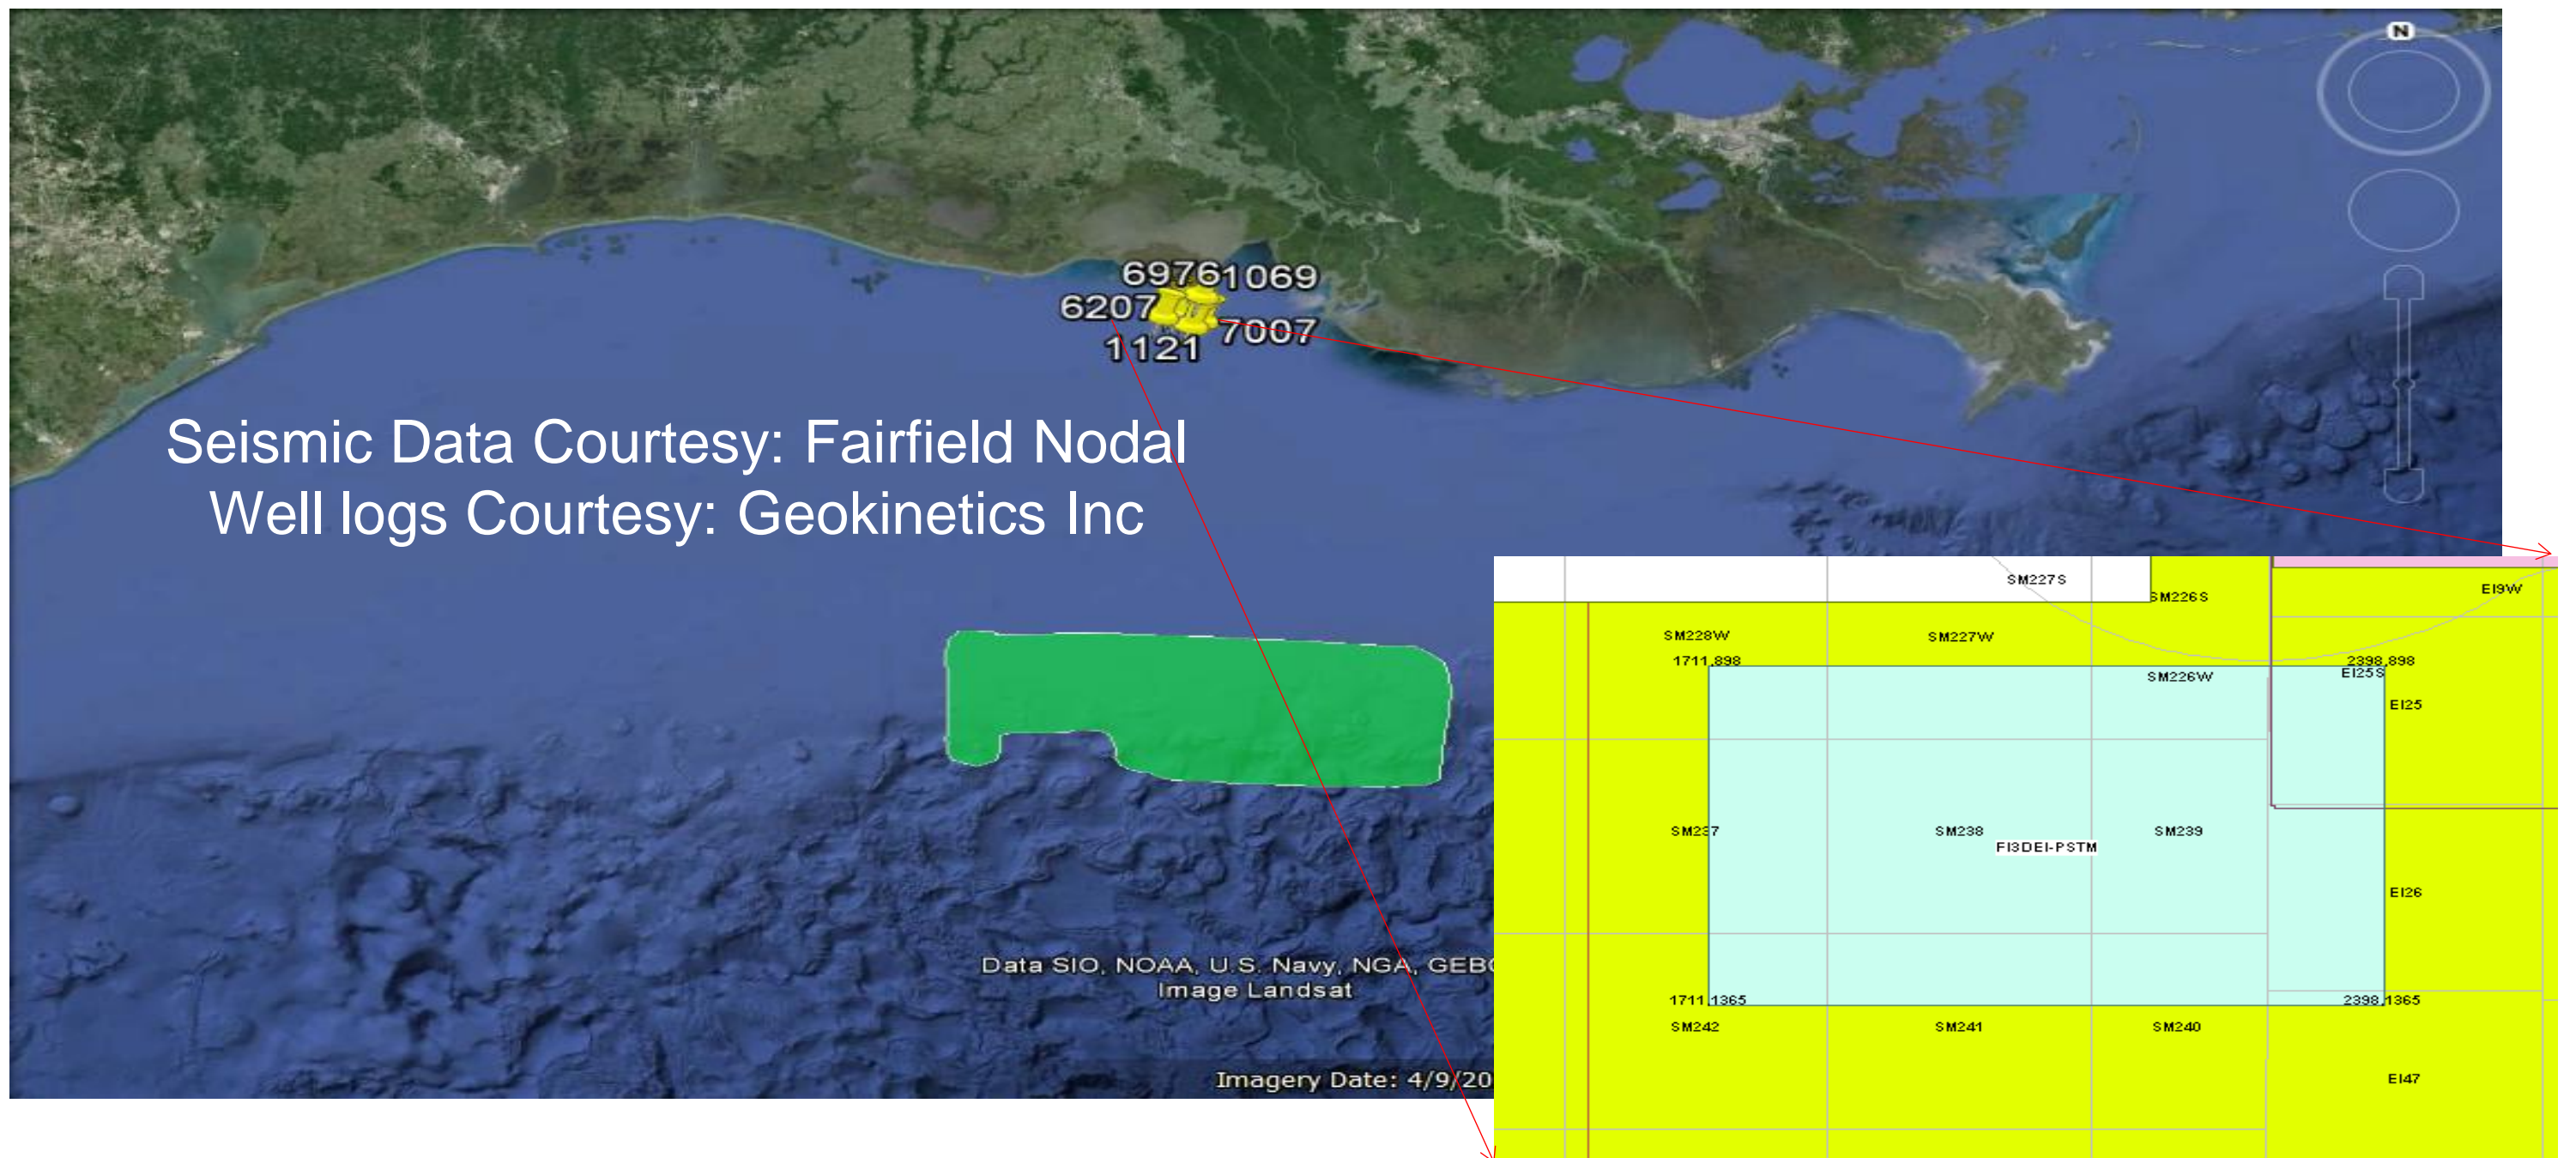 N
69761069
6207
7007
1121
Seismic Data Courtesy: Fairfield Nodal
Well logs Courtesy: Geokinetics Inc
SM227S
SM226S
EI9W
SM228W
SM227W
1711,898
2398,898
SM226W
EI25S
EI25
SM237
SM238
SM239
FI3DEI-PSTM
EI26
Data SIO, NOAA, U.S. Navy, NGA, GEBC
Image Landsat
1711,1365
2398,1365
SM242
SM241
SM240
Imagery Date: 4/9/20
EI47